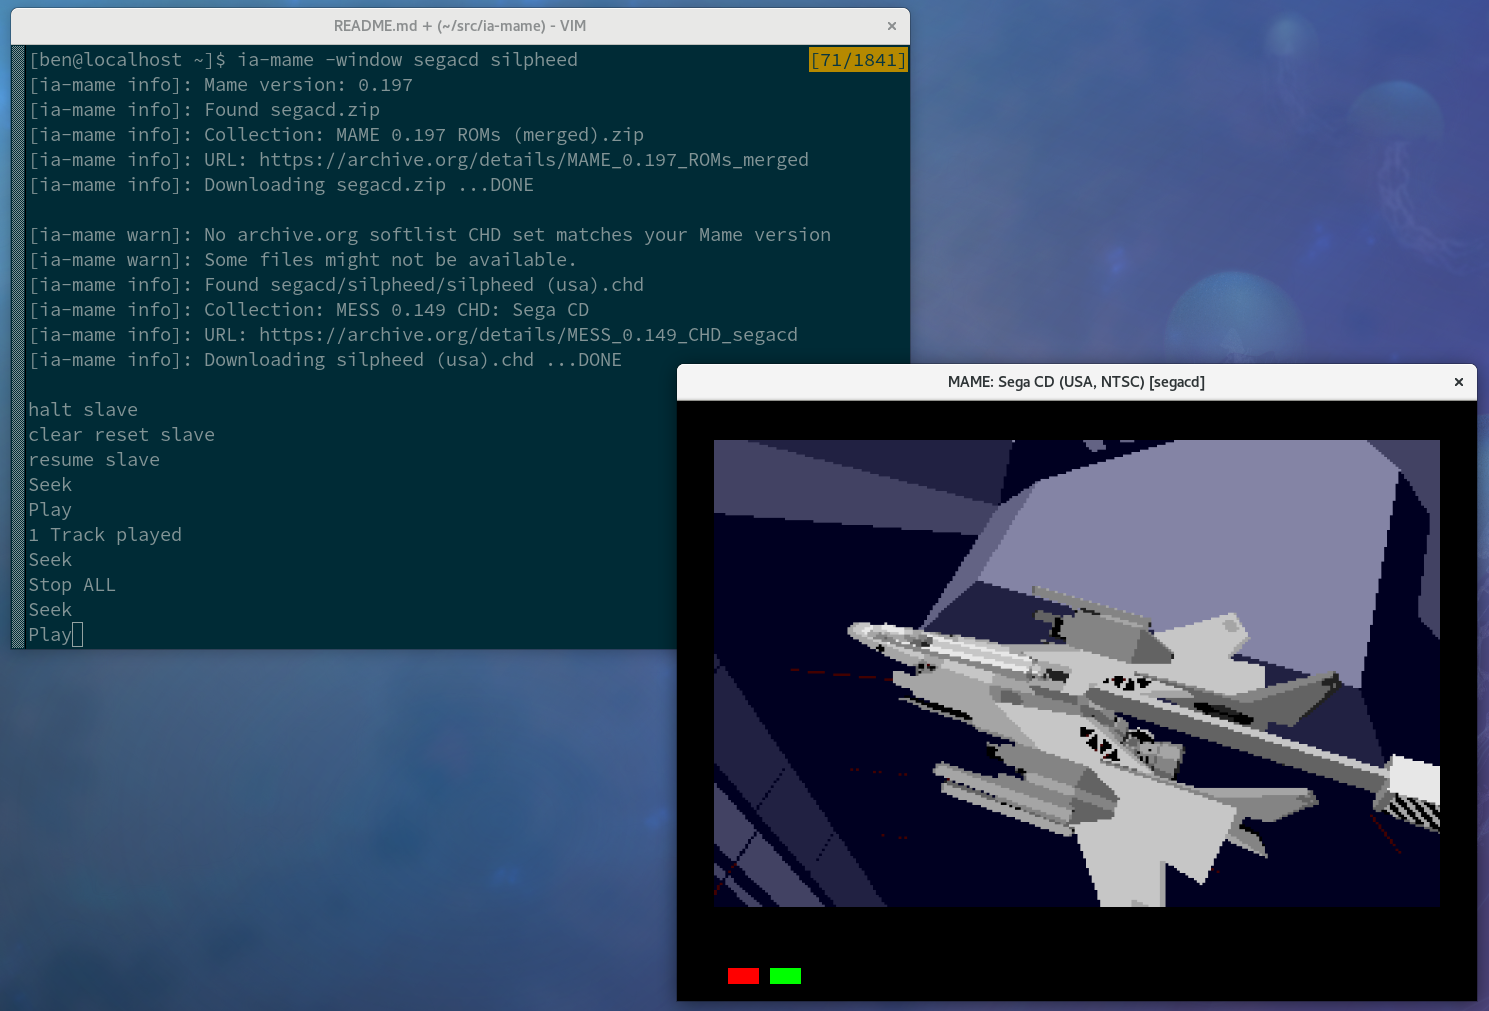 README.md + (~/src/ia-mame) - VIM
[ben@localhost ~]$ ia-mame -window segacd silpheed [71/1841]
[ia-mame info]: Mame version: 0.197
[ia-mame info]: Found segacd.zip
[ia-mame info]: Collection: MAME 0.197 ROMs (merged).zip
[ia-mame info]: URL: https://archive.org/details/MAME_0.197_ROMs_merged
[ia-mame info]: Downloading segacd.zip ...DONE
[ia-mame warn]: No archive.org softlist CHD set matches your Mame version
[ia-mame warn]: Some files might not be available.
[ia-mame info]: Found segacd/silpheed/silpheed (usa).chd
[ia-mame info]: Collection: MESS 0.149 CHD: Sega CD
[ia-mame info]: URL: https://archive.org/details/MESS_0.149_CHD_segacd
[ia-mame info]: Downloading silpheed (usa).chd ...DONE
halt slave
clear reset slave
resume slave
Seek
Play
1 Track played
Seek
Stop ALL
Seek
Play
MAME: Sega CD (USA, NTSC) [segacd]